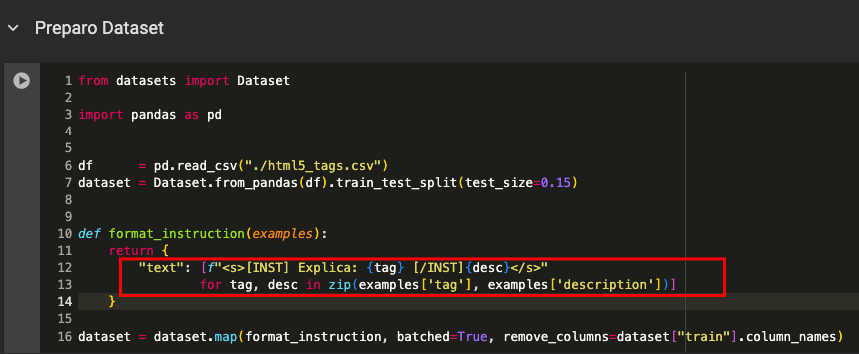 Preparo Dataset
1 from datasets import Dataset
2
3 import pandas as pd
4
5
6 df      = pd.read_csv("./html5_tags.csv")
7 dataset = Dataset.from_pandas(df).train_test_split(test_size=0.15)
8
9
10 def format_instruction(examples):
11     return {
12         "text": [f"<s>[INST] Explica: {tag} [/INST]{desc}</s>"
13                 for tag, desc in zip(examples['tag'], examples['description'])]
14     }
15
16 dataset = dataset.map(format_instruction, batched=True, remove_columns=dataset["train"].column_names)